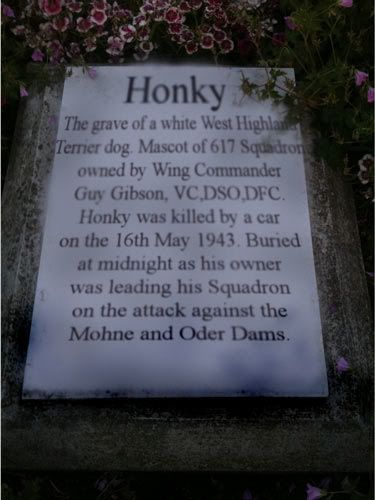 Honky
The grave of a white West Highland
Terrier dog. Mascot of 617 Squadron
owned by Wing Commander
Guy Gibson, VC,DSO,DFC.
Honky was killed by a car
on the 16th May 1943. Buried
at midnight as his owner
was leading his Squadron
on the attack against the
Mohne and Oder Dams.